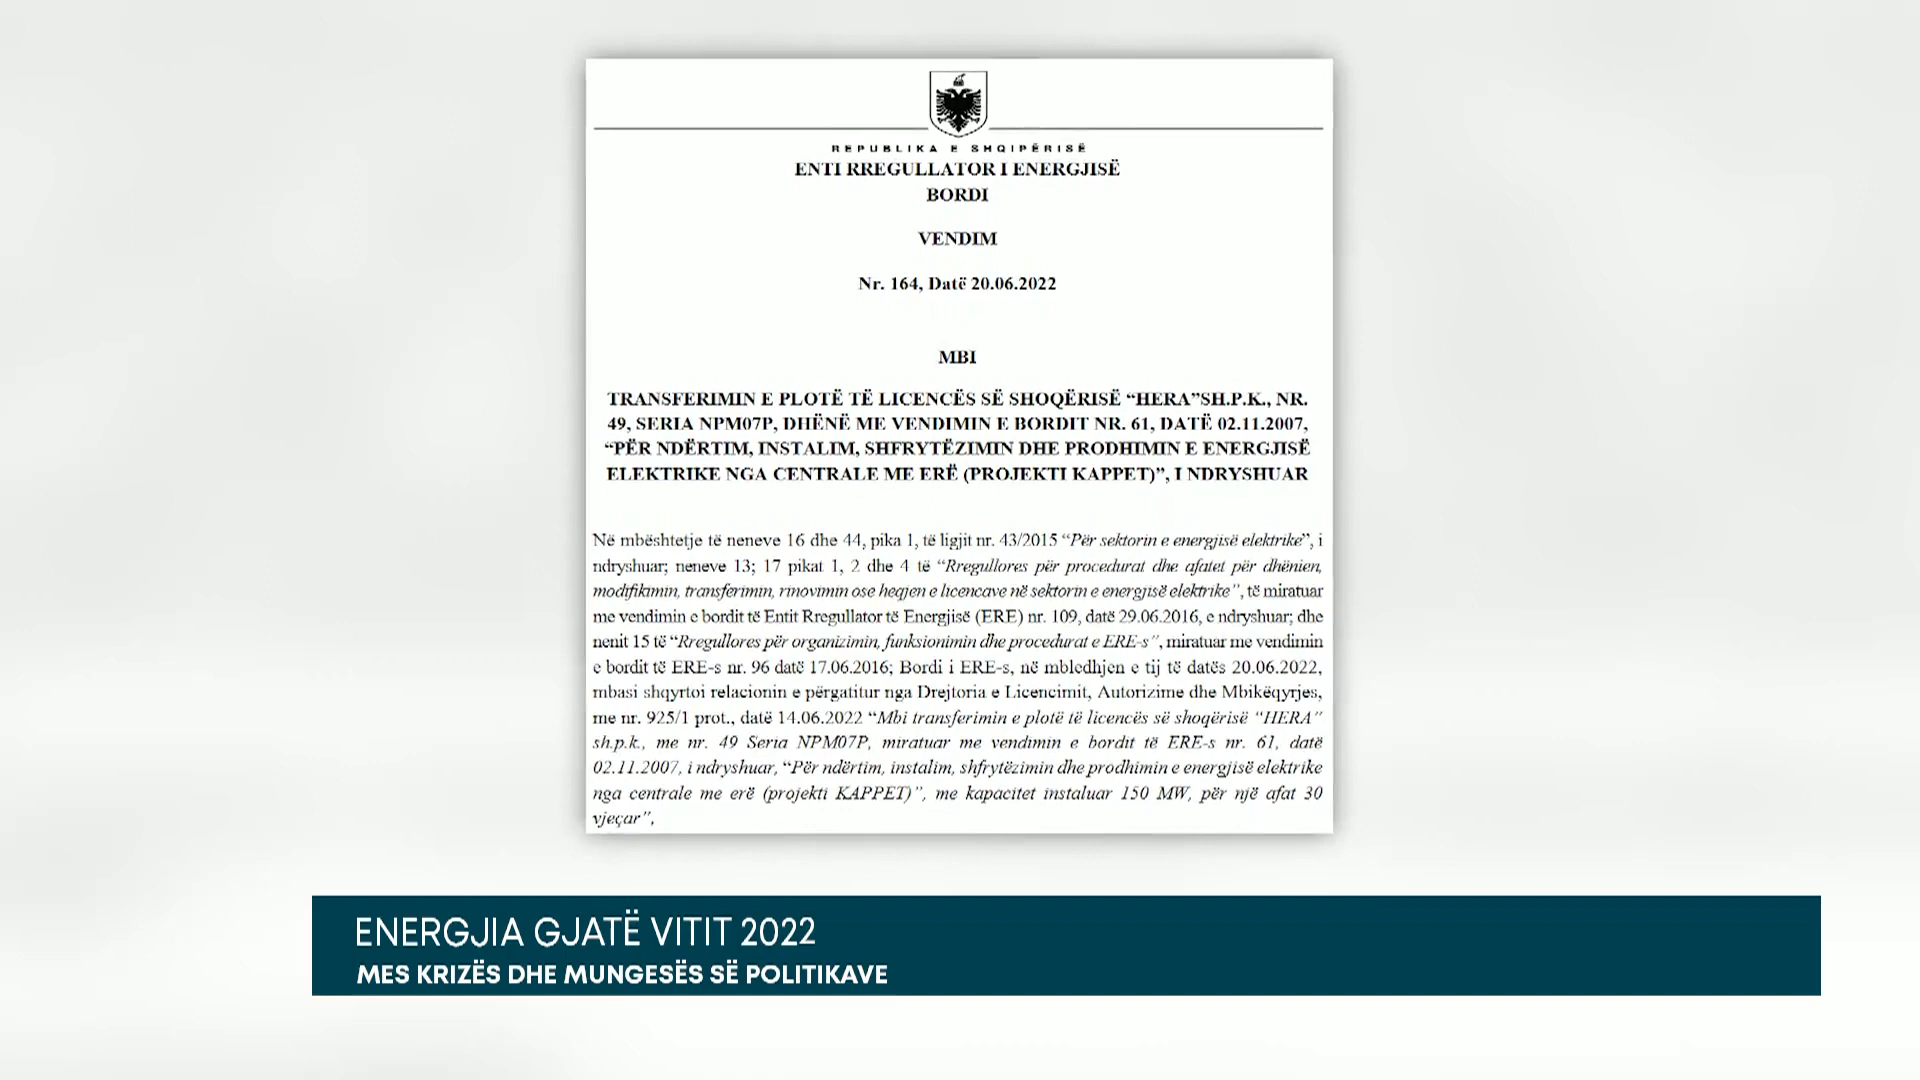 REPUBLIKA E SHQIPËRISË
ENTI RREGULLATOR I ENERGJISË
BORDI
VENDIM
Nr. 164, Datë 20.06.2022
MBI
TRANSFERIMIN E PLOTË TË LICENCËS SË SHOQËRISË “HERA”SH.P.K., NR.
49, SERIA NPM07P, DHËNË ME VENDIMIN E BORDIT NR. 61, DATË 02.11.2007,
“PËR NDËRTIM, INSTALIM, SHFRYTËZIMIN DHE PRODHIMIN E ENERGJISË
ELEKTRIKE NGA CENTRALE ME ERË (PROJEKTI KAPPET)”, I NDRYSHUAR
Në mbështetje të neneve 16 dhe 44, pika 1, të ligjit nr. 43/2015 “Për sektorin e energjisë elektrike”, i
ndryshuar; neneve 13; 17 pikat 1, 2 dhe 4 të “Rregullores për procedurat dhe afatet për dhënien,
modifikimin, transferimin, rinovimin ose heqjen e licencave në sektorin e energjisë elektrike”, të miratuar
me vendimin e bordit të Entit Rregullator të Energjisë (ERE) nr. 109, datë 29.06.2016, e ndryshuar; dhe
nenit 15 të “Rregullores për organizimin, funksionimin dhe procedurat e ERE-s”, miratuar me vendimin
e bordit të ERE-s nr. 96 datë 17.06.2016; Bordi i ERE-s, në mbledhjen e tij të datës 20.06.2022,
mbasi shqyrtoi relacionin e përgatitur nga Drejtoria e Licencimit, Autorizime dhe Mbikëqyrjes,
me nr. 925/1 prot., datë 14.06.2022 “Mbi transferimin e plotë të licencës së shoqërisë “HERA”
sh.p.k., me nr. 49 Seria NPM07P, miratuar me vendimin e bordit të ERE-s nr. 61, datë
02.11.2007, i ndryshuar, “Për ndërtim, instalim, shfrytëzimin dhe prodhimin e energjisë elektrike
nga centrale me erë (projekti KAPPET)”, me kapacitet instaluar 150 MW, për një afat 30
vjeçar”,
ENERGJIA GJATË VITIT 2022
MES KRIZËS DHE MUNGESËS SË POLITIKAVE